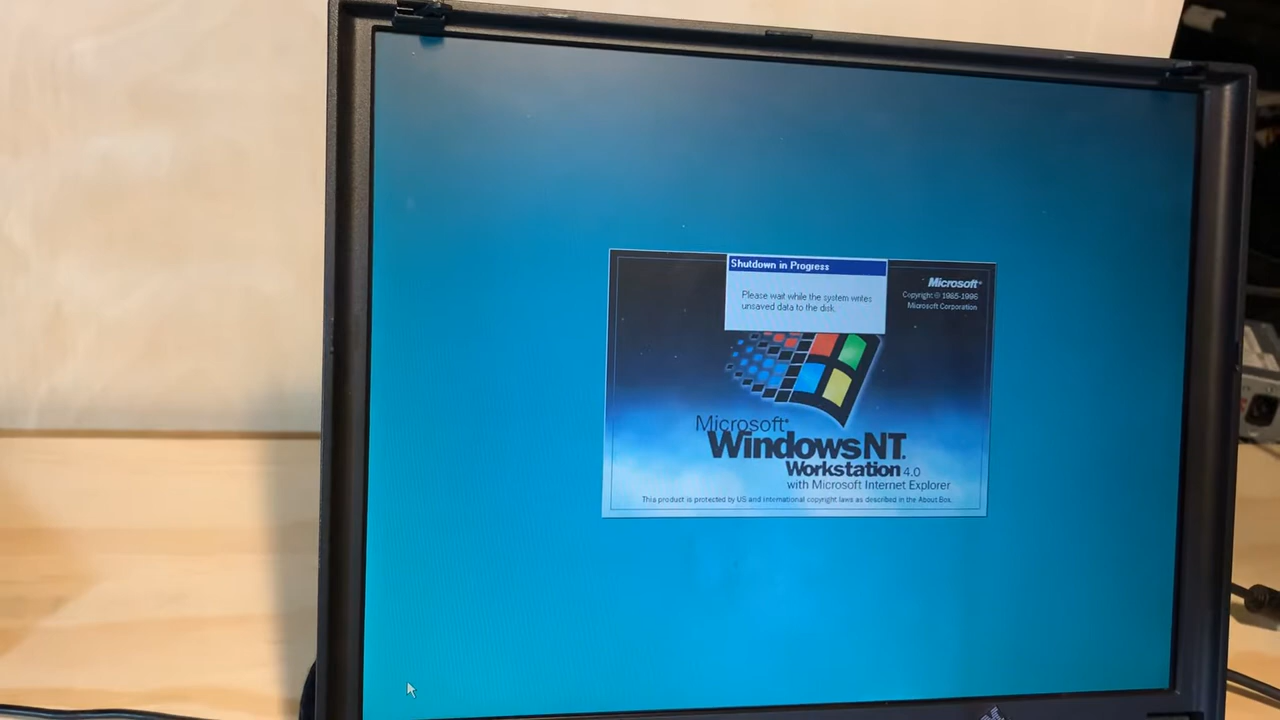 Shutdown in Progress
Please wait while the system writes
unsaved data to the disk.
Microsoft®
Copyright © 1985-1996
Microsoft Corporation
Microsoft®
Windows NT.
Workstation 4.0
with Microsoft Internet Explorer
This product is protected by US and international copyright laws as described in the About Box.